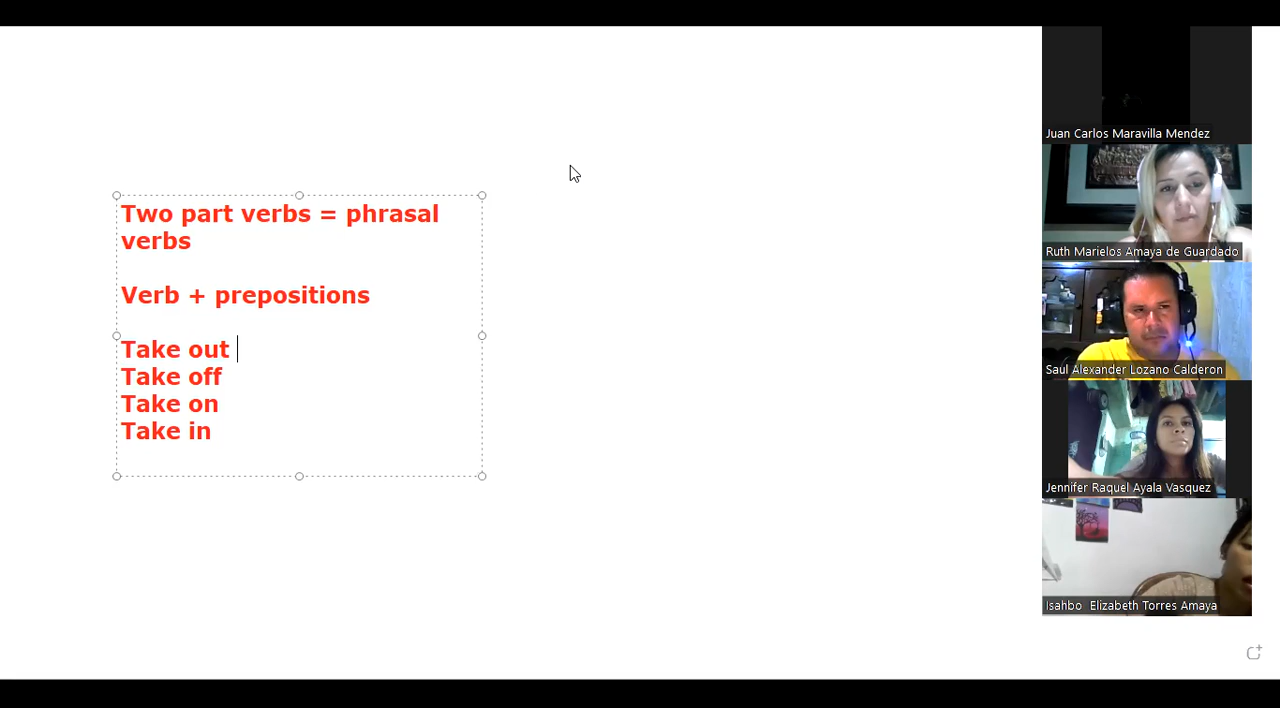 Two part verbs = phrasal
verbs
Verb + prepositions
Take out
Take off
Take on
Take in
Juan Carlos Maravilla Mendez
Ruth Marielos Amaya de Guardado
Saúl Alexander Lozano Calderon
Jennifer Raquel Ayala Vasquez
Isahbo Elizabeth Torres Amaya